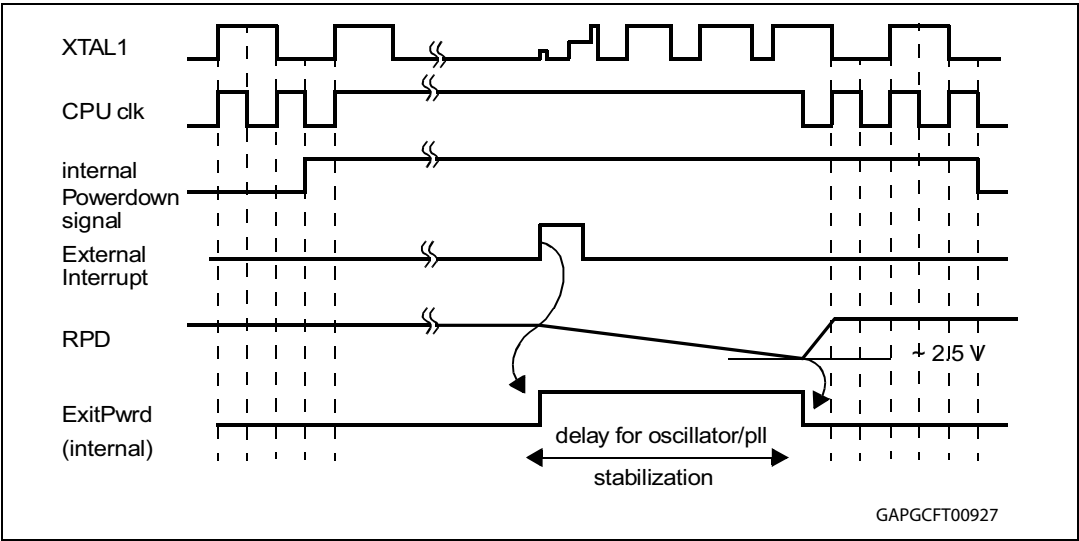 XTAL1
CPU clk
internal
Powerdown
signal
External
Interrupt
RPD
~ 2.5 V
ExitPwrd
(internal)
delay for oscillator/pll
stabilization
GAPGCFT00927